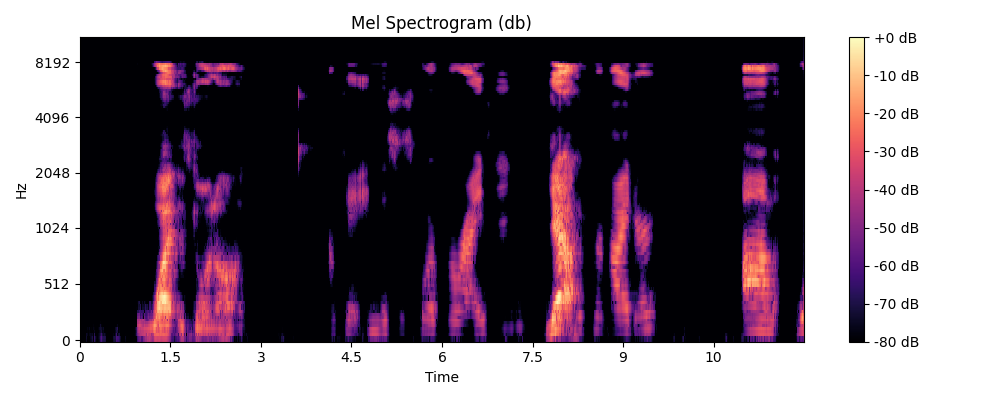 Mel Spectrogram (db)
8192
4096
2048
1024
512
0
Hz
0 1.5 3 4.5 6 7.5 9 10
Time
+0 dB
-10 dB
-20 dB
-30 dB
-40 dB
-50 dB
-60 dB
-70 dB
-80 dB